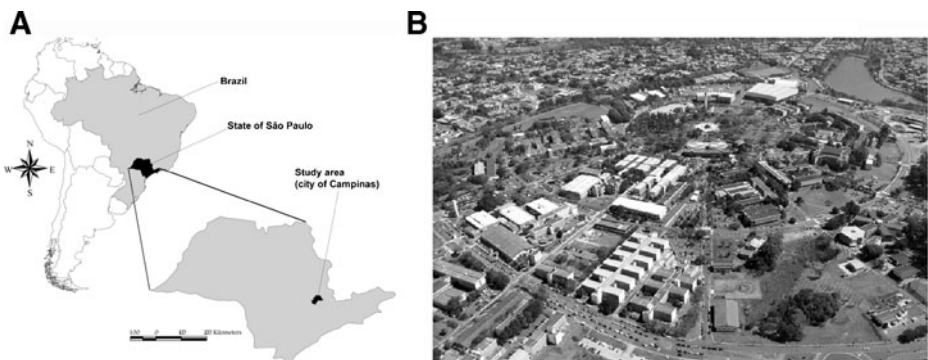 A
B
Brazil
State of São Paulo
N
W E
S
Study area
(city of Campinas)
Kilometers